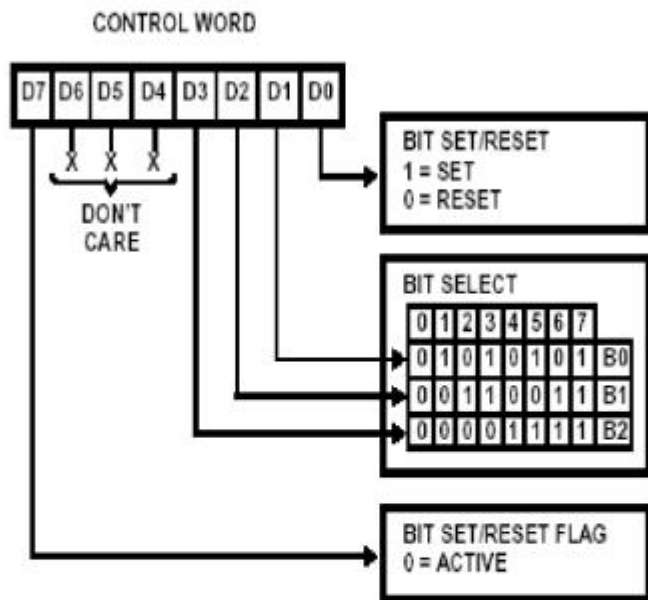 CONTROL WORD
D7 D6 D5 D4 D3 D2 D1 D0
X X X
DON'T
CARE
BIT SET/RESET
1 = SET
0 = RESET
BIT SELECT
0 1 2 3 4 5 6 7
0 1 0 1 0 1 0 1 B0
0 0 1 1 0 0 1 1 B1
0 0 0 0 1 1 1 1 B2
BIT SET/RESET FLAG
0 = ACTIVE